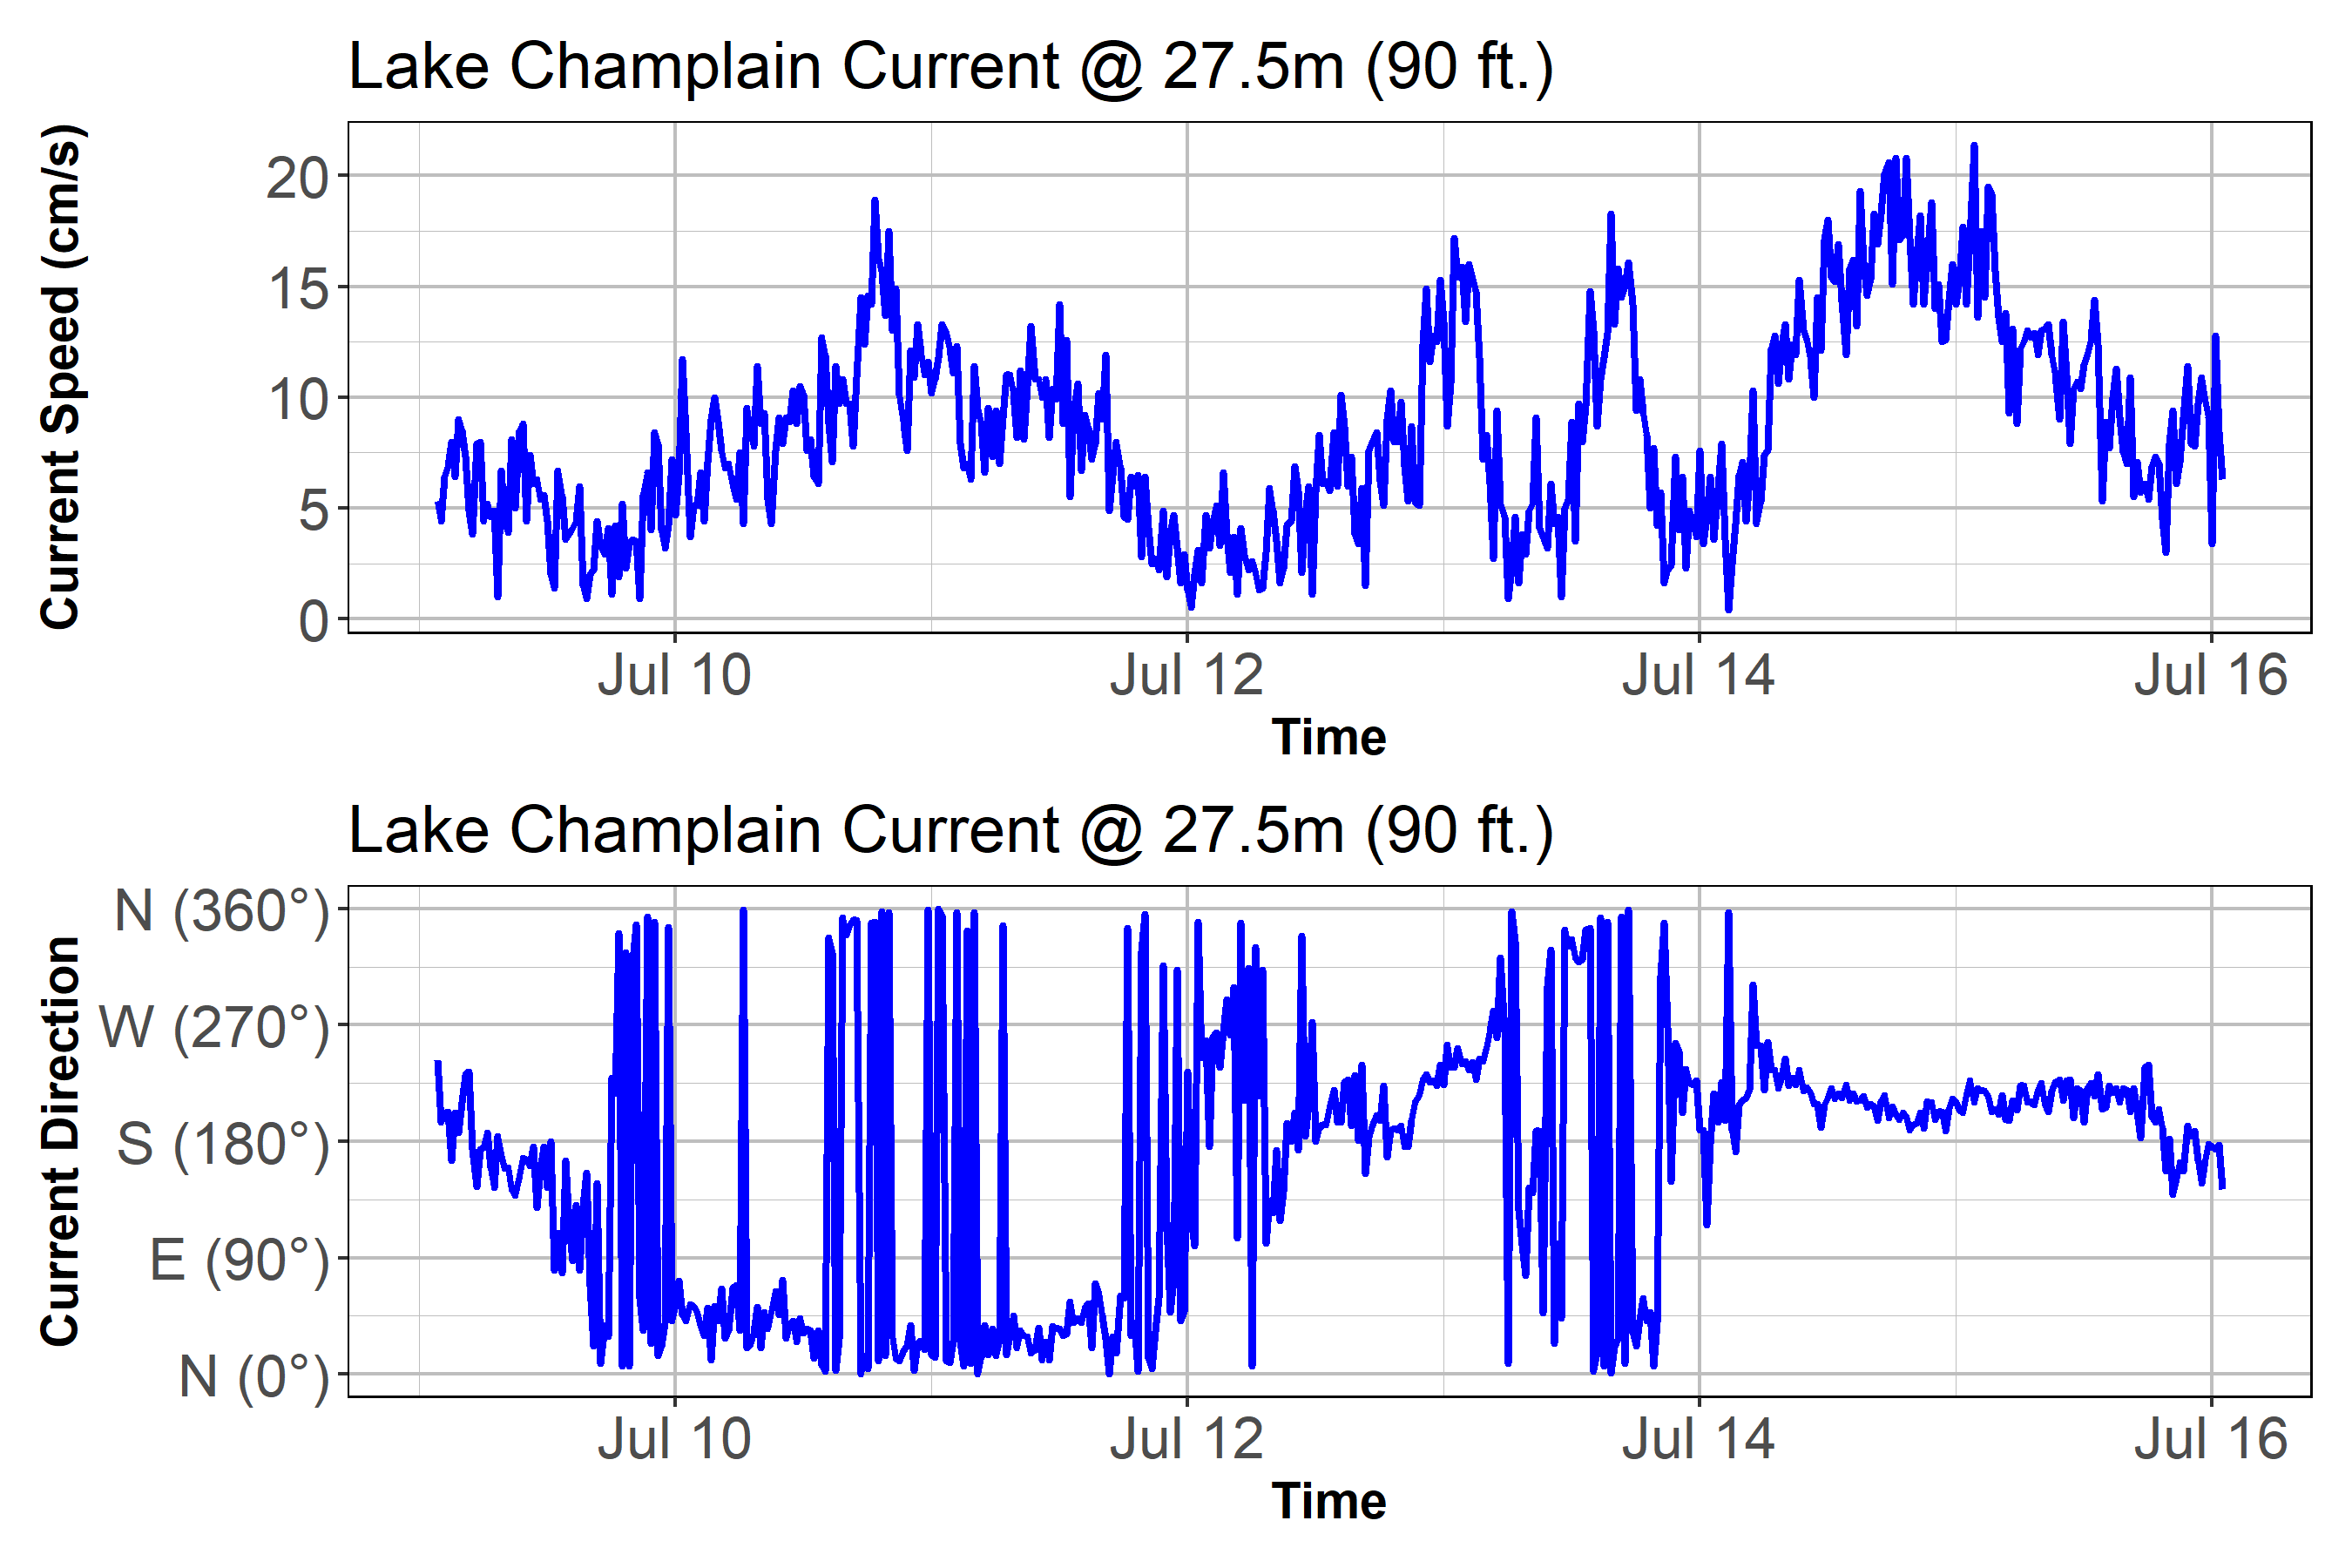 Lake Champlain Current @ 27.5m (90 ft.)
Current Speed (cm/s)
20
15
10
5
0
Jul 10 Jul 12 Jul 14 Jul 16
Time
Lake Champlain Current @ 27.5m (90 ft.)
Current Direction
N (360°)
W (270°)
S (180°)
E (90°)
N (0°)
Jul 10 Jul 12 Jul 14 Jul 16
Time